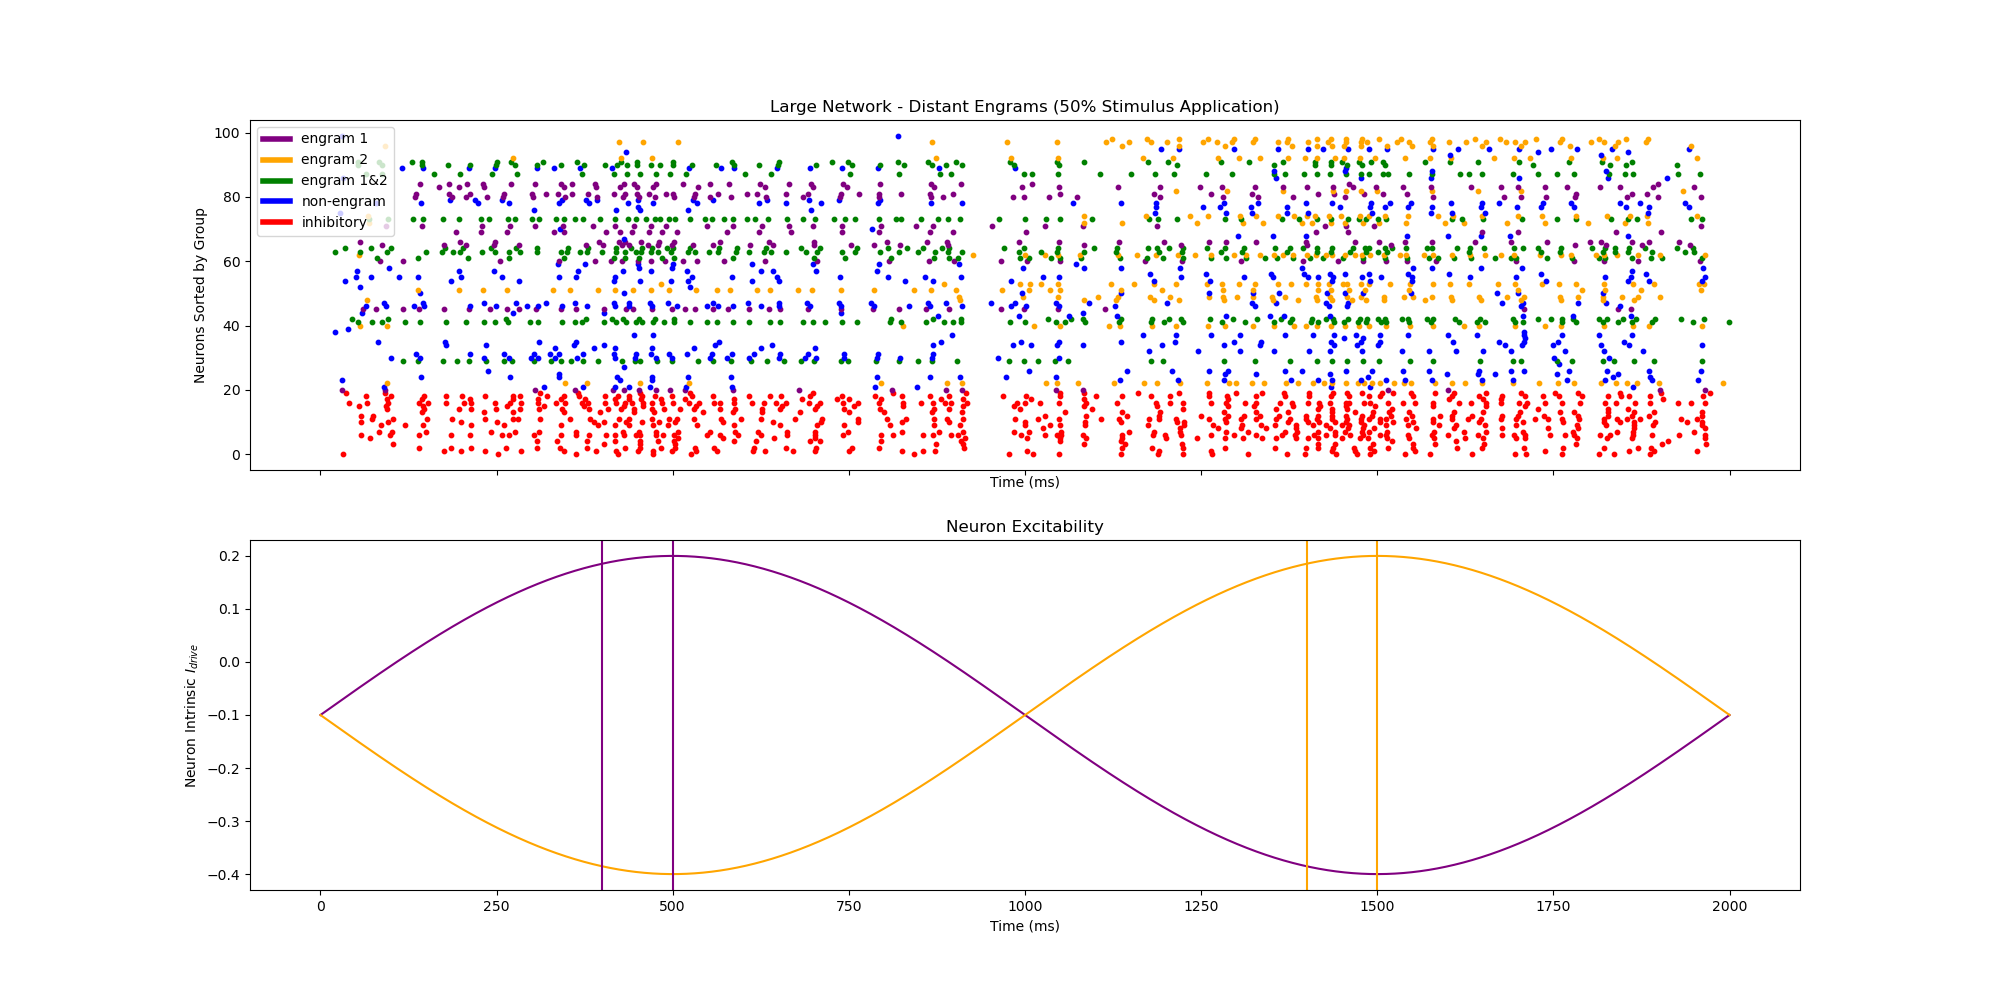 Large Network - Distant Engrams (50% Stimulus Application)
100
80
60
40
20
0
Neurons Sorted by Group
engram 1
engram 2
engram 1&2
non-engram
inhibitory
Time (ms)
Neuron Excitability
0.2
0.1
0.0
−0.1
−0.2
−0.3
−0.4
Neuron Intrinsic I_drive
0 250 500 750 1000 1250 1500 1750 2000
Time (ms)